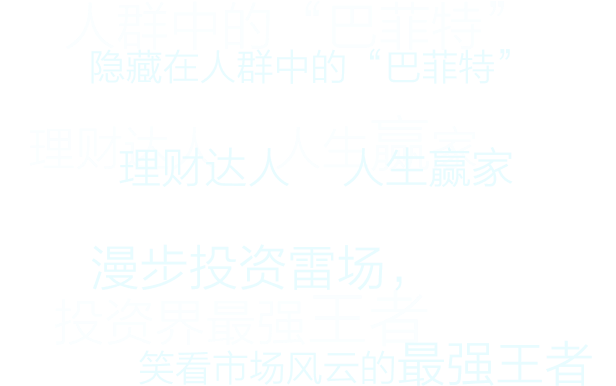 人群中的“巴菲特”
隐藏在人群中的“巴菲特”
理财达人 人生赢家
理财达人 人生赢家
漫步投资雷场，
投资界最强王者
笑看市场风云的最强王者